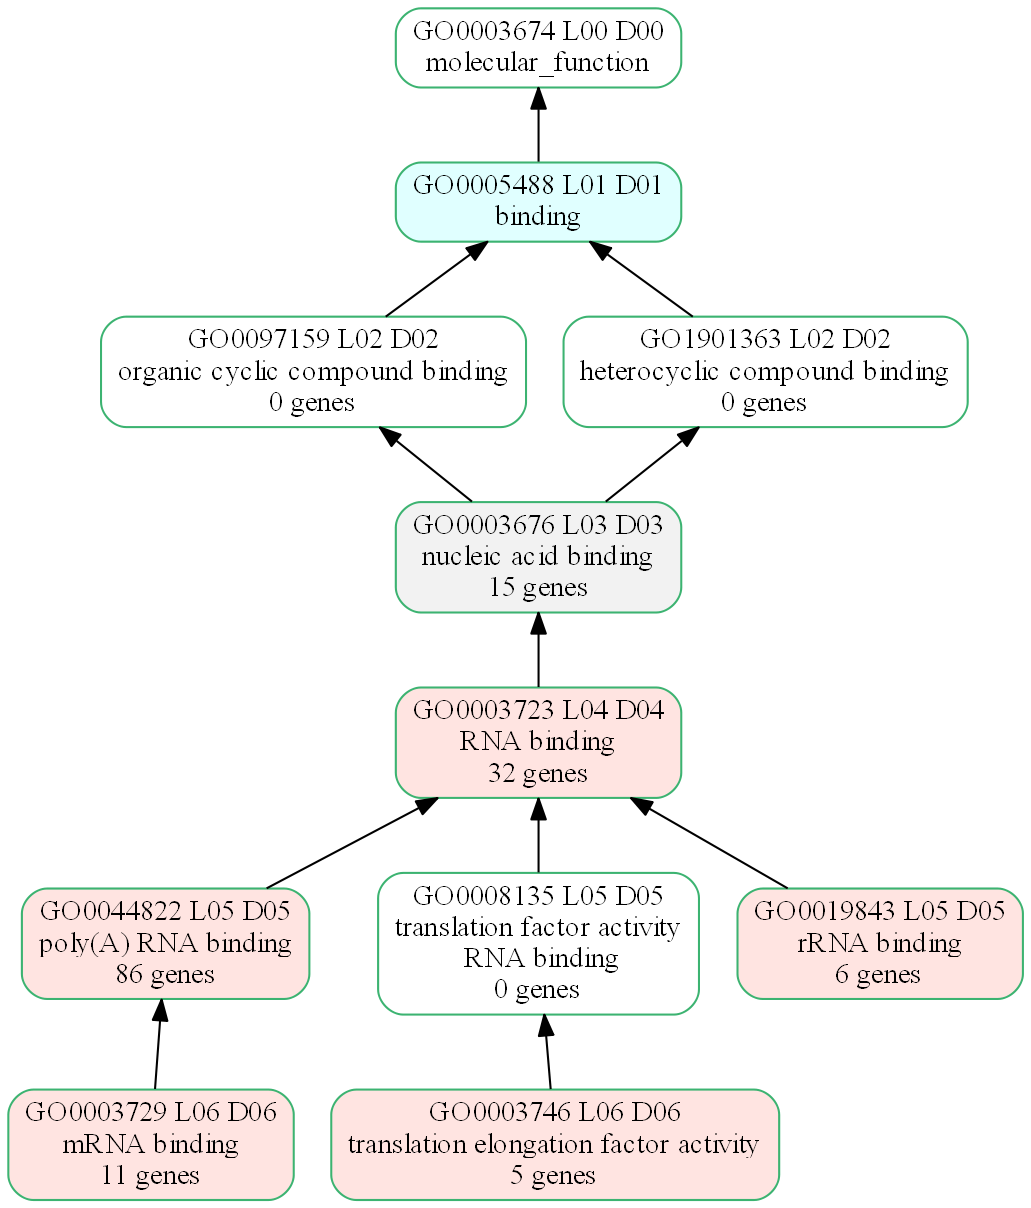 GO0003674 L00 D00
molecular_function
GO0005488 L01 D01
binding
GO0097159 L02 D02
organic cyclic compound binding
0 genes
GO1901363 L02 D02
heterocyclic compound binding
0 genes
GO0003676 L03 D03
nucleic acid binding
15 genes
GO0003723 L04 D04
RNA binding
32 genes
GO0044822 L05 D05
poly(A) RNA binding
86 genes
GO0008135 L05 D05
translation factor activity
RNA binding
0 genes
GO0019843 L05 D05
rRNA binding
6 genes
GO0003729 L06 D06
mRNA binding
11 genes
GO0003746 L06 D06
translation elongation factor activity
5 genes